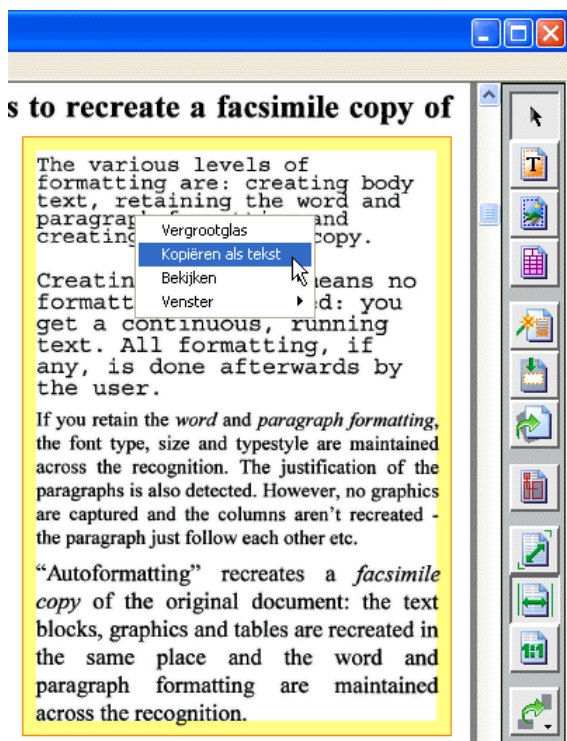 s to recreate a facsimile copy of
The various levels of
formatting are: creating body
text, retaining the word and
paragrap and
creating copy.
Vergrootglas
Kopiëren als tekst
Bekijken
Venster
Creatin eans no
formatt d: you
get a continuous, running
text. All formatting, if
any, is done afterwards by
the user.
If you retain the word and paragraph formatting,
the font type, size and typestyle are maintained
across the recognition. The justification of the
paragraphs is also detected. However, no graphics
are captured and the columns aren't recreated -
the paragraph just follow each other etc.
“Autoformatting” recreates a facsimile
copy of the original document: the text
blocks, graphics and tables are recreated in
the same place and the word and
paragraph formatting are maintained
across the recognition.
T
1:1